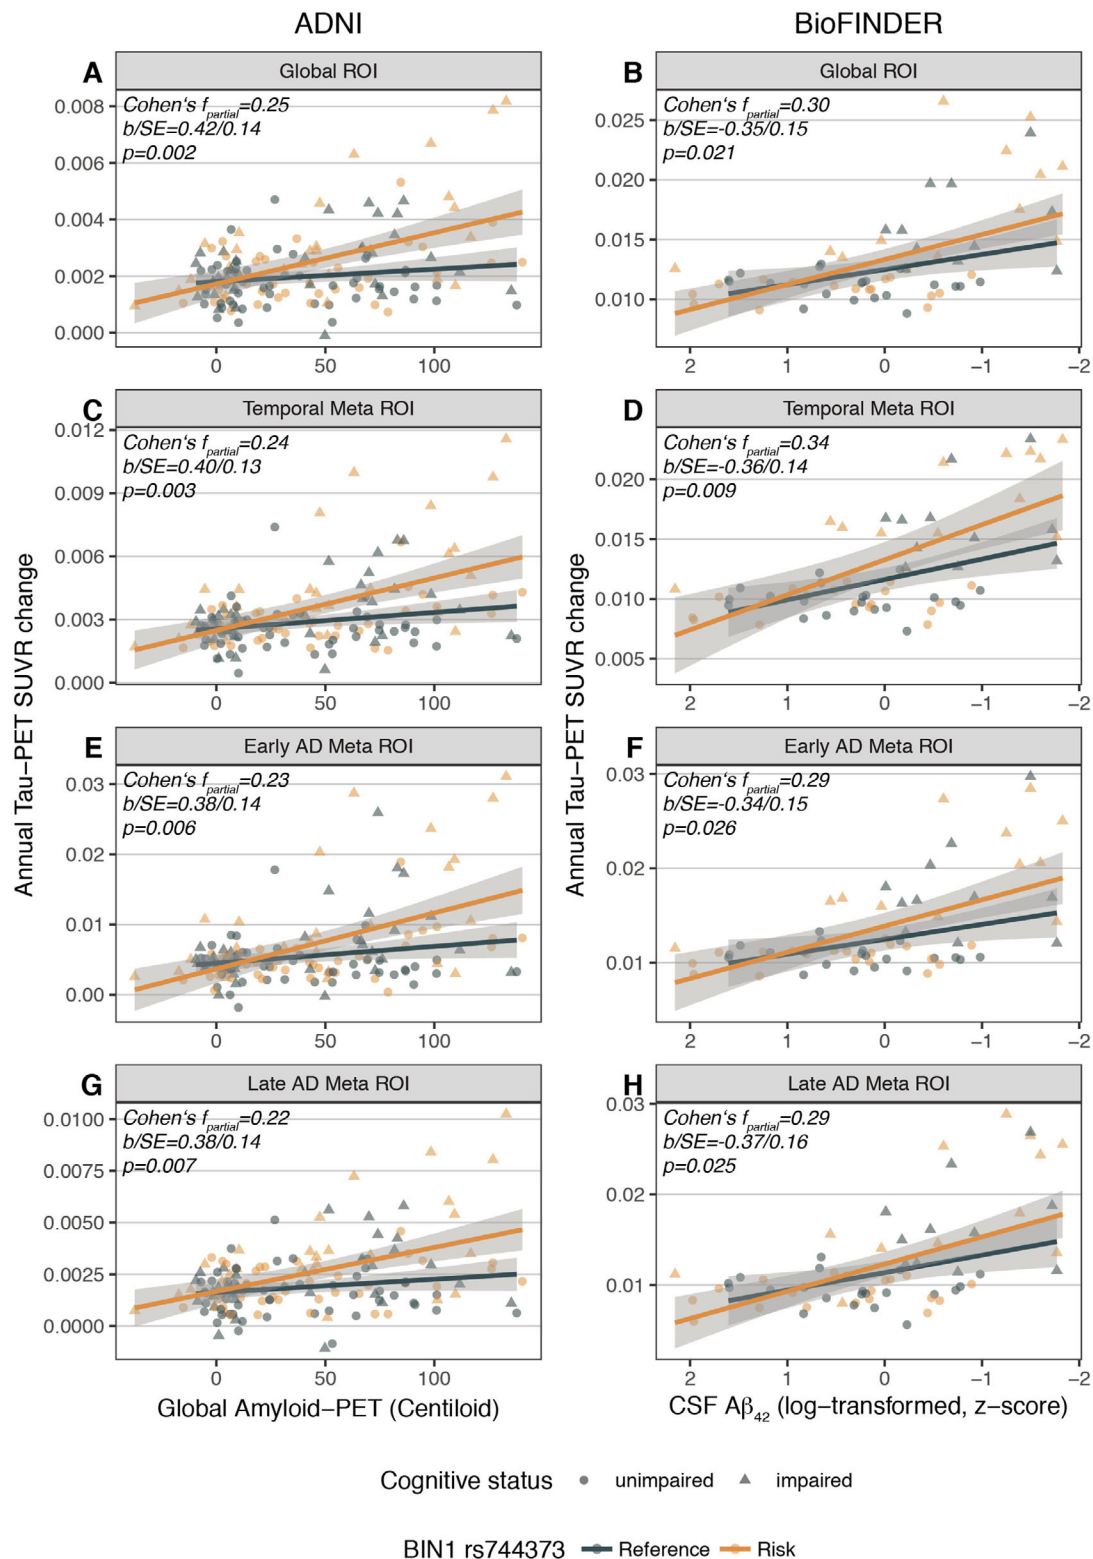 ADNI
BioFINDER
A
Global ROI
Cohen's f_partial=0.25
b/SE=0.42/0.14
p=0.002
0.008
0.006
0.004
0.002
0.000
0
50
100
B
Global ROI
Cohen's f_partial=0.30
b/SE=-0.35/0.15
p=0.021
0.025
0.020
0.015
0.010
2
1
0
−1
−2
C
Temporal Meta ROI
Cohen's f_partial=0.24
b/SE=0.40/0.13
p=0.003
0.012
0.009
0.006
0.003
0.000
0
50
100
D
Temporal Meta ROI
Cohen's f_partial=0.34
b/SE=-0.36/0.14
p=0.009
0.020
0.015
0.010
0.005
2
1
0
−1
−2
Annual Tau−PET SUVR change
Annual Tau−PET SUVR change
E
Early AD Meta ROI
Cohen's f_partial=0.23
b/SE=0.38/0.14
p=0.006
0.03
0.02
0.01
0.00
0
50
100
F
Early AD Meta ROI
Cohen's f_partial=0.29
b/SE=-0.34/0.15
p=0.026
0.03
0.02
0.01
2
1
0
−1
−2
G
Late AD Meta ROI
Cohen's f_partial=0.22
b/SE=0.38/0.14
p=0.007
0.0100
0.0075
0.0050
0.0025
0.0000
0
50
100
Global Amyloid−PET (Centiloid)
H
Late AD Meta ROI
Cohen's f_partial=0.29
b/SE=-0.37/0.16
p=0.025
0.03
0.02
0.01
2
1
0
−1
−2
CSF Aβ₄₂ (log−transformed, z−score)
Cognitive status unimpaired impaired
BIN1 rs744373 Reference Risk